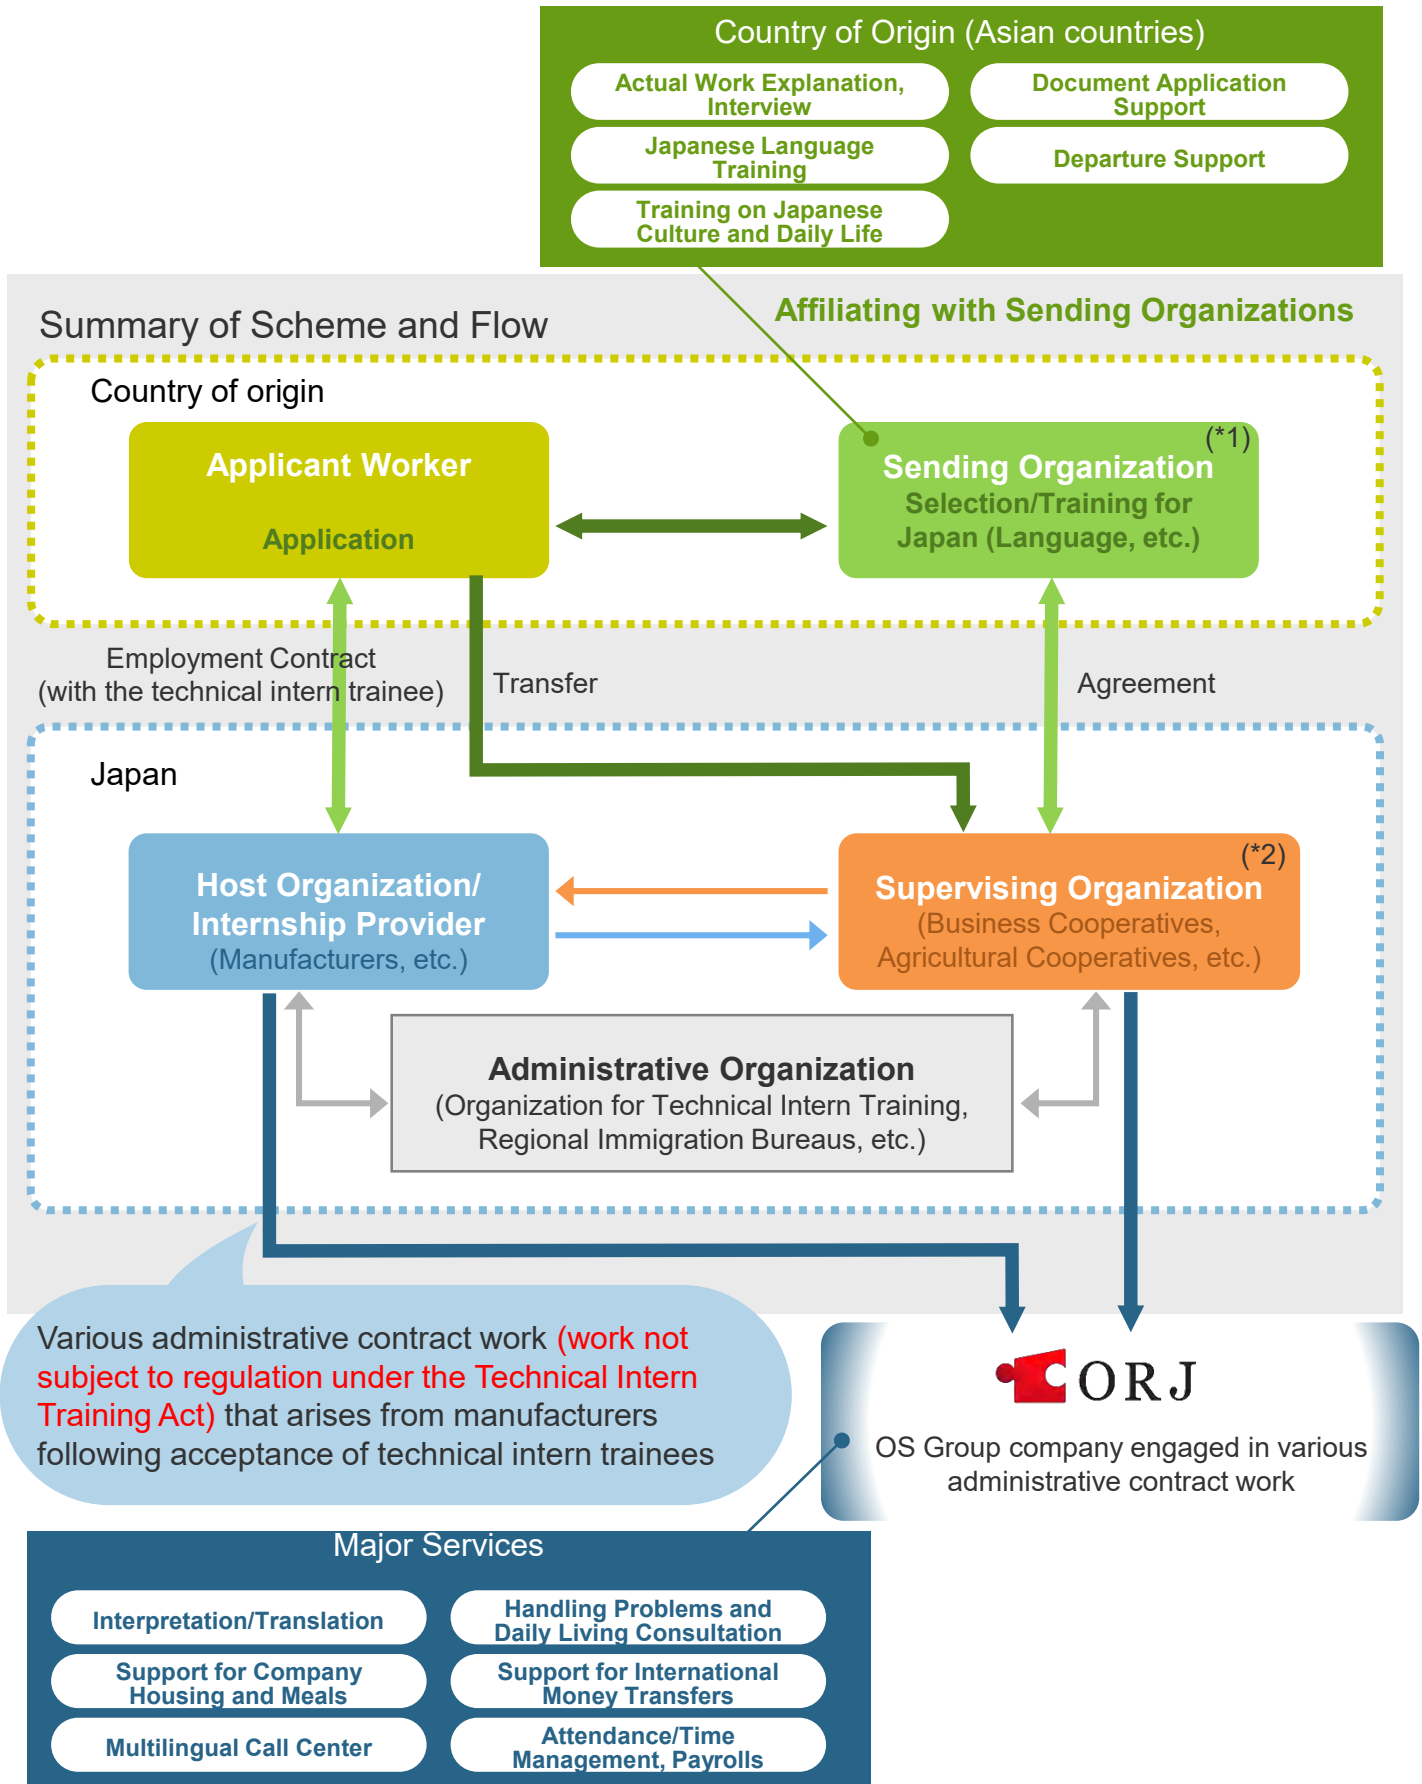 Country of Origin (Asian countries)
Actual Work Explanation,
Interview
Document Application
Support
Japanese Language
Training
Departure Support
Training on Japanese
Culture and Daily Life
Summary of Scheme and Flow
Affiliating with Sending Organizations
Country of origin
Applicant Worker
Application
(*1)
Sending Organization
Selection/Training for
Japan (Language, etc.)
Employment Contract
(with the technical intern trainee)
Transfer
Agreement
Japan
Host Organization/
Internship Provider
(Manufacturers, etc.)
(*2)
Supervising Organization
(Business Cooperatives,
Agricultural Cooperatives, etc.)
Administrative Organization
(Organization for Technical Intern Training,
Regional Immigration Bureaus, etc.)
Various administrative contract work (work not
subject to regulation under the Technical Intern
Training Act) that arises from manufacturers
following acceptance of technical intern trainees
ORJ
OS Group company engaged in various
administrative contract work
Major Services
Interpretation/Translation
Handling Problems and
Daily Living Consultation
Support for Company
Housing and Meals
Support for International
Money Transfers
Multilingual Call Center
Attendance/Time
Management, Payrolls